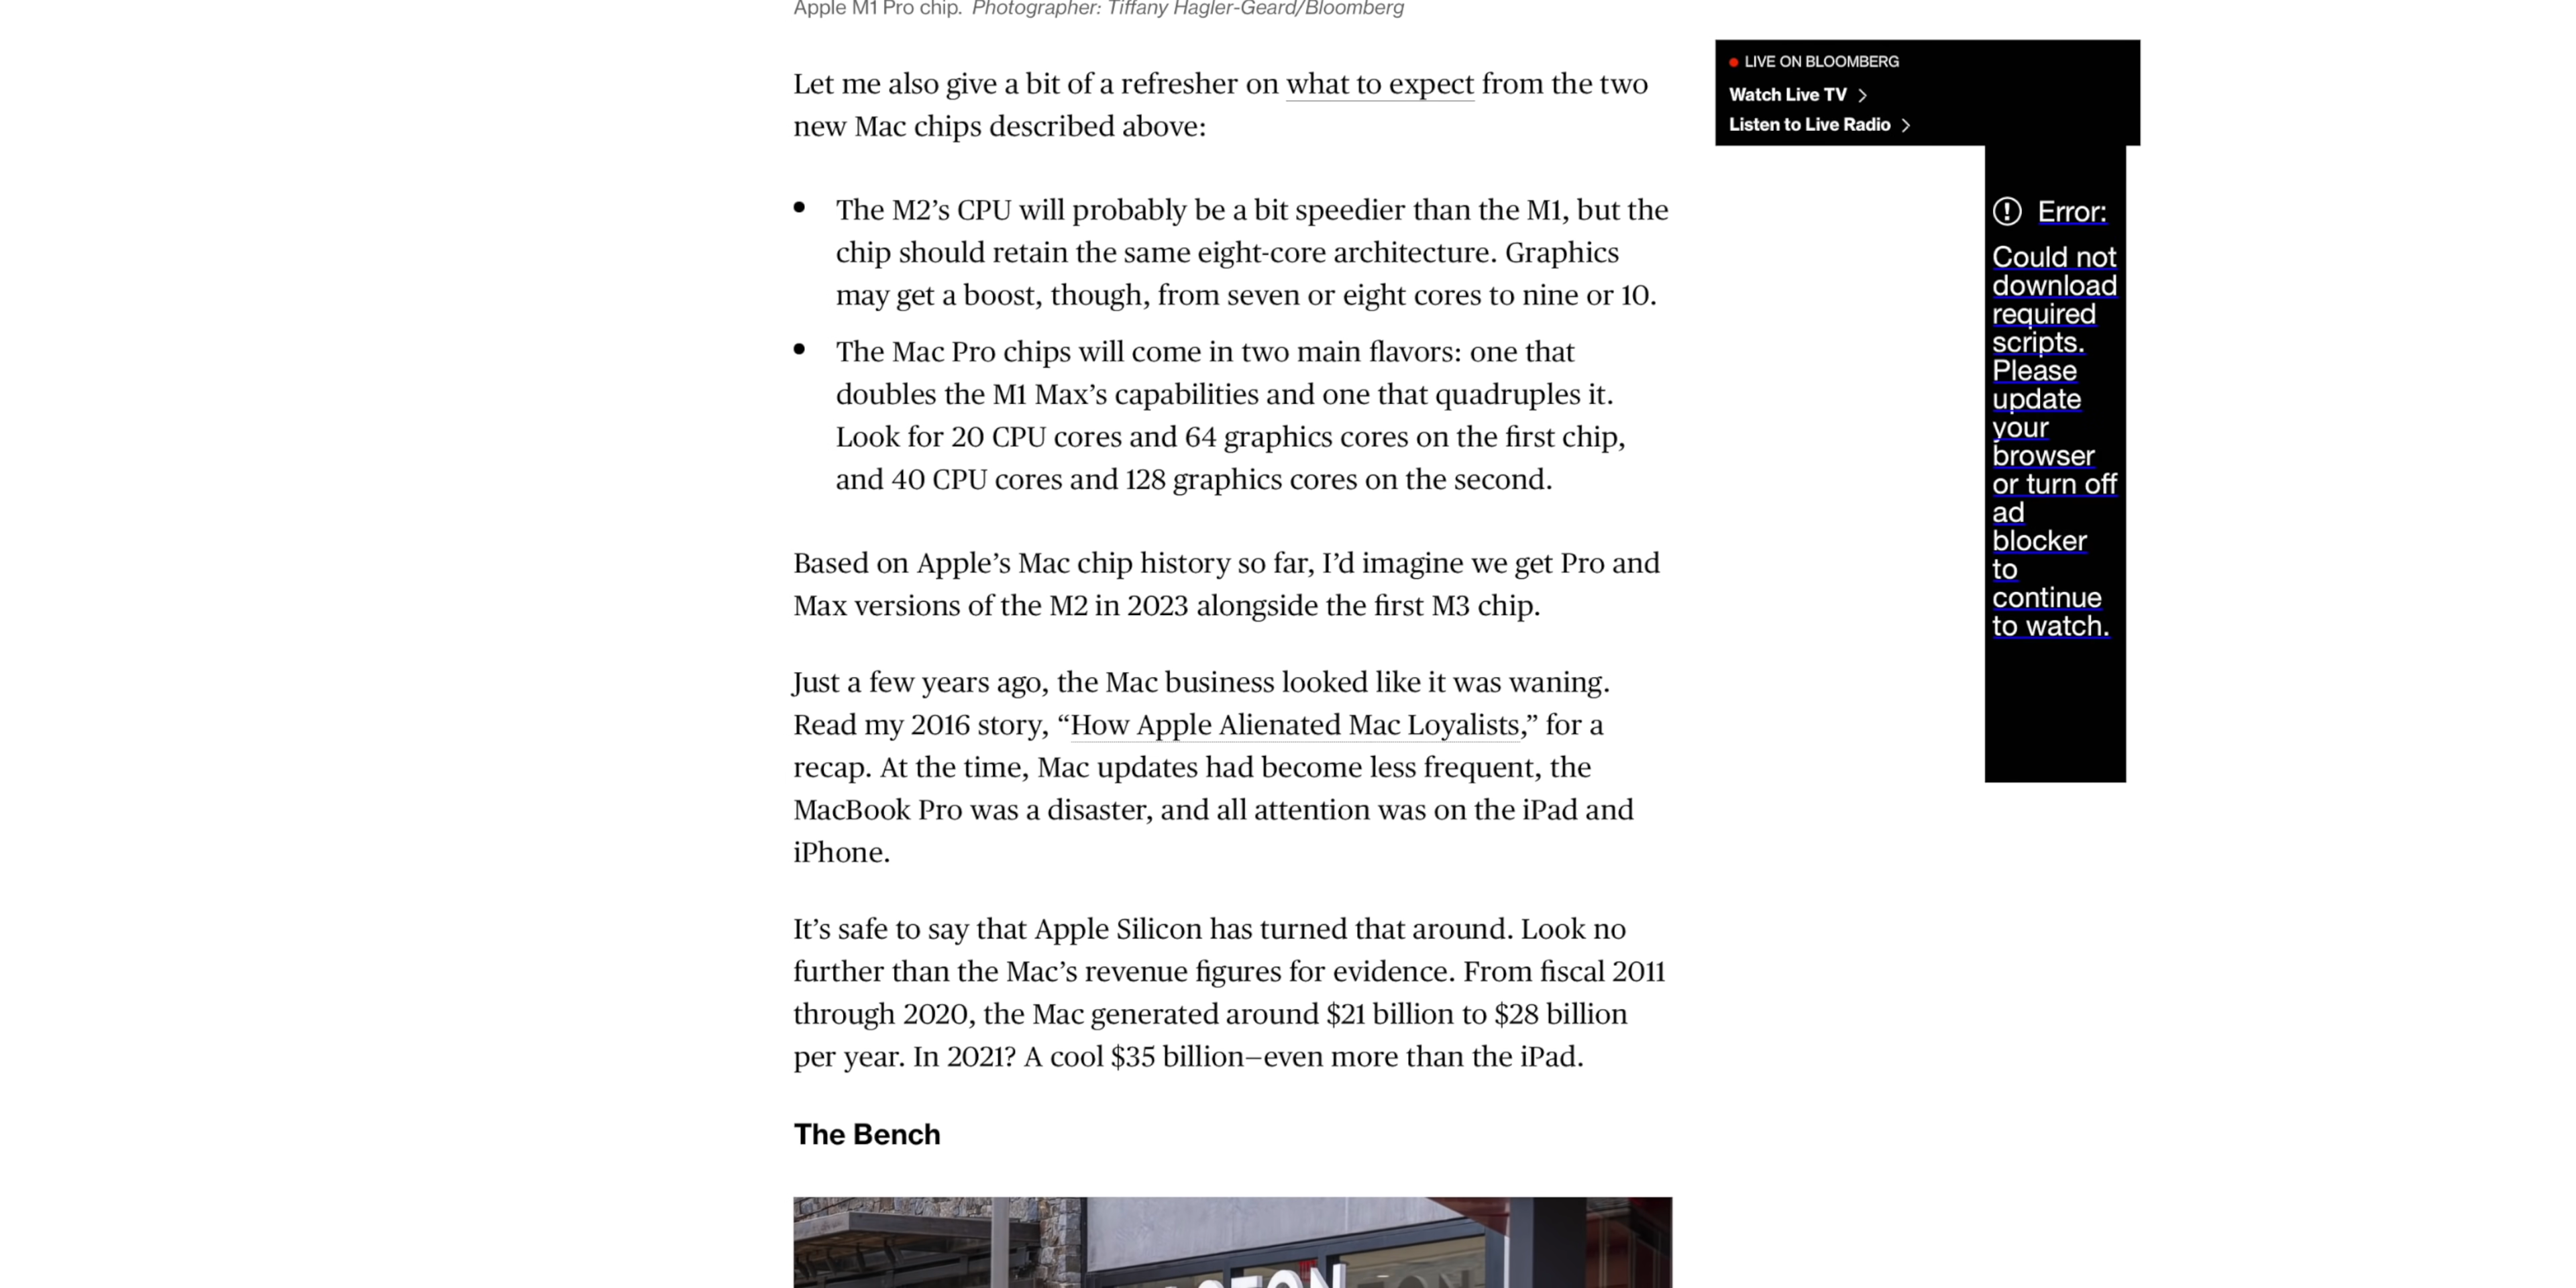 Apple M1 Pro chip. Photographer: Tiffany Hagler-Geard/Bloomberg
Let me also give a bit of a refresher on what to expect from the two
new Mac chips described above:
• The M2’s CPU will probably be a bit speedier than the M1, but the
chip should retain the same eight-core architecture. Graphics
may get a boost, though, from seven or eight cores to nine or 10.
• The Mac Pro chips will come in two main flavors: one that
doubles the M1 Max’s capabilities and one that quadruples it.
Look for 20 CPU cores and 64 graphics cores on the first chip,
and 40 CPU cores and 128 graphics cores on the second.
Based on Apple’s Mac chip history so far, I’d imagine we get Pro and
Max versions of the M2 in 2023 alongside the first M3 chip.
Just a few years ago, the Mac business looked like it was waning.
Read my 2016 story, “How Apple Alienated Mac Loyalists,” for a
recap. At the time, Mac updates had become less frequent, the
MacBook Pro was a disaster, and all attention was on the iPad and
iPhone.
It’s safe to say that Apple Silicon has turned that around. Look no
further than the Mac’s revenue figures for evidence. From fiscal 2011
through 2020, the Mac generated around $21 billion to $28 billion
per year. In 2021? A cool $35 billion—even more than the iPad.
The Bench
LIVE ON BLOOMBERG
Watch Live TV
Listen to Live Radio
Error:
Could not
download
required
scripts.
Please
update
your
browser
or turn off
ad
blocker
to
continue
to watch.